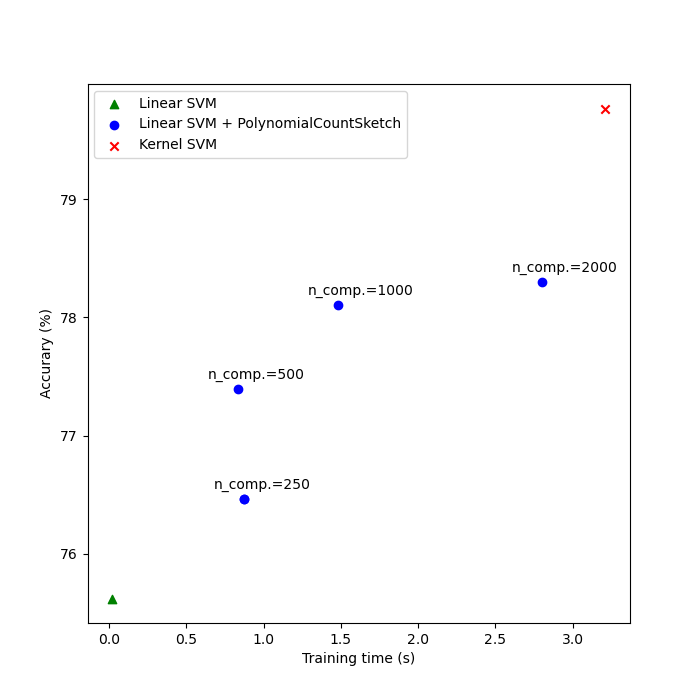 Linear SVM
Linear SVM + PolynomialCountSketch
Kernel SVM
79
n_comp.=2000
n_comp.=1000
78
Accurary (%)
n_comp.=500
77
n_comp.=250
76
0.0 0.5 1.0 1.5 2.0 2.5 3.0
Training time (s)